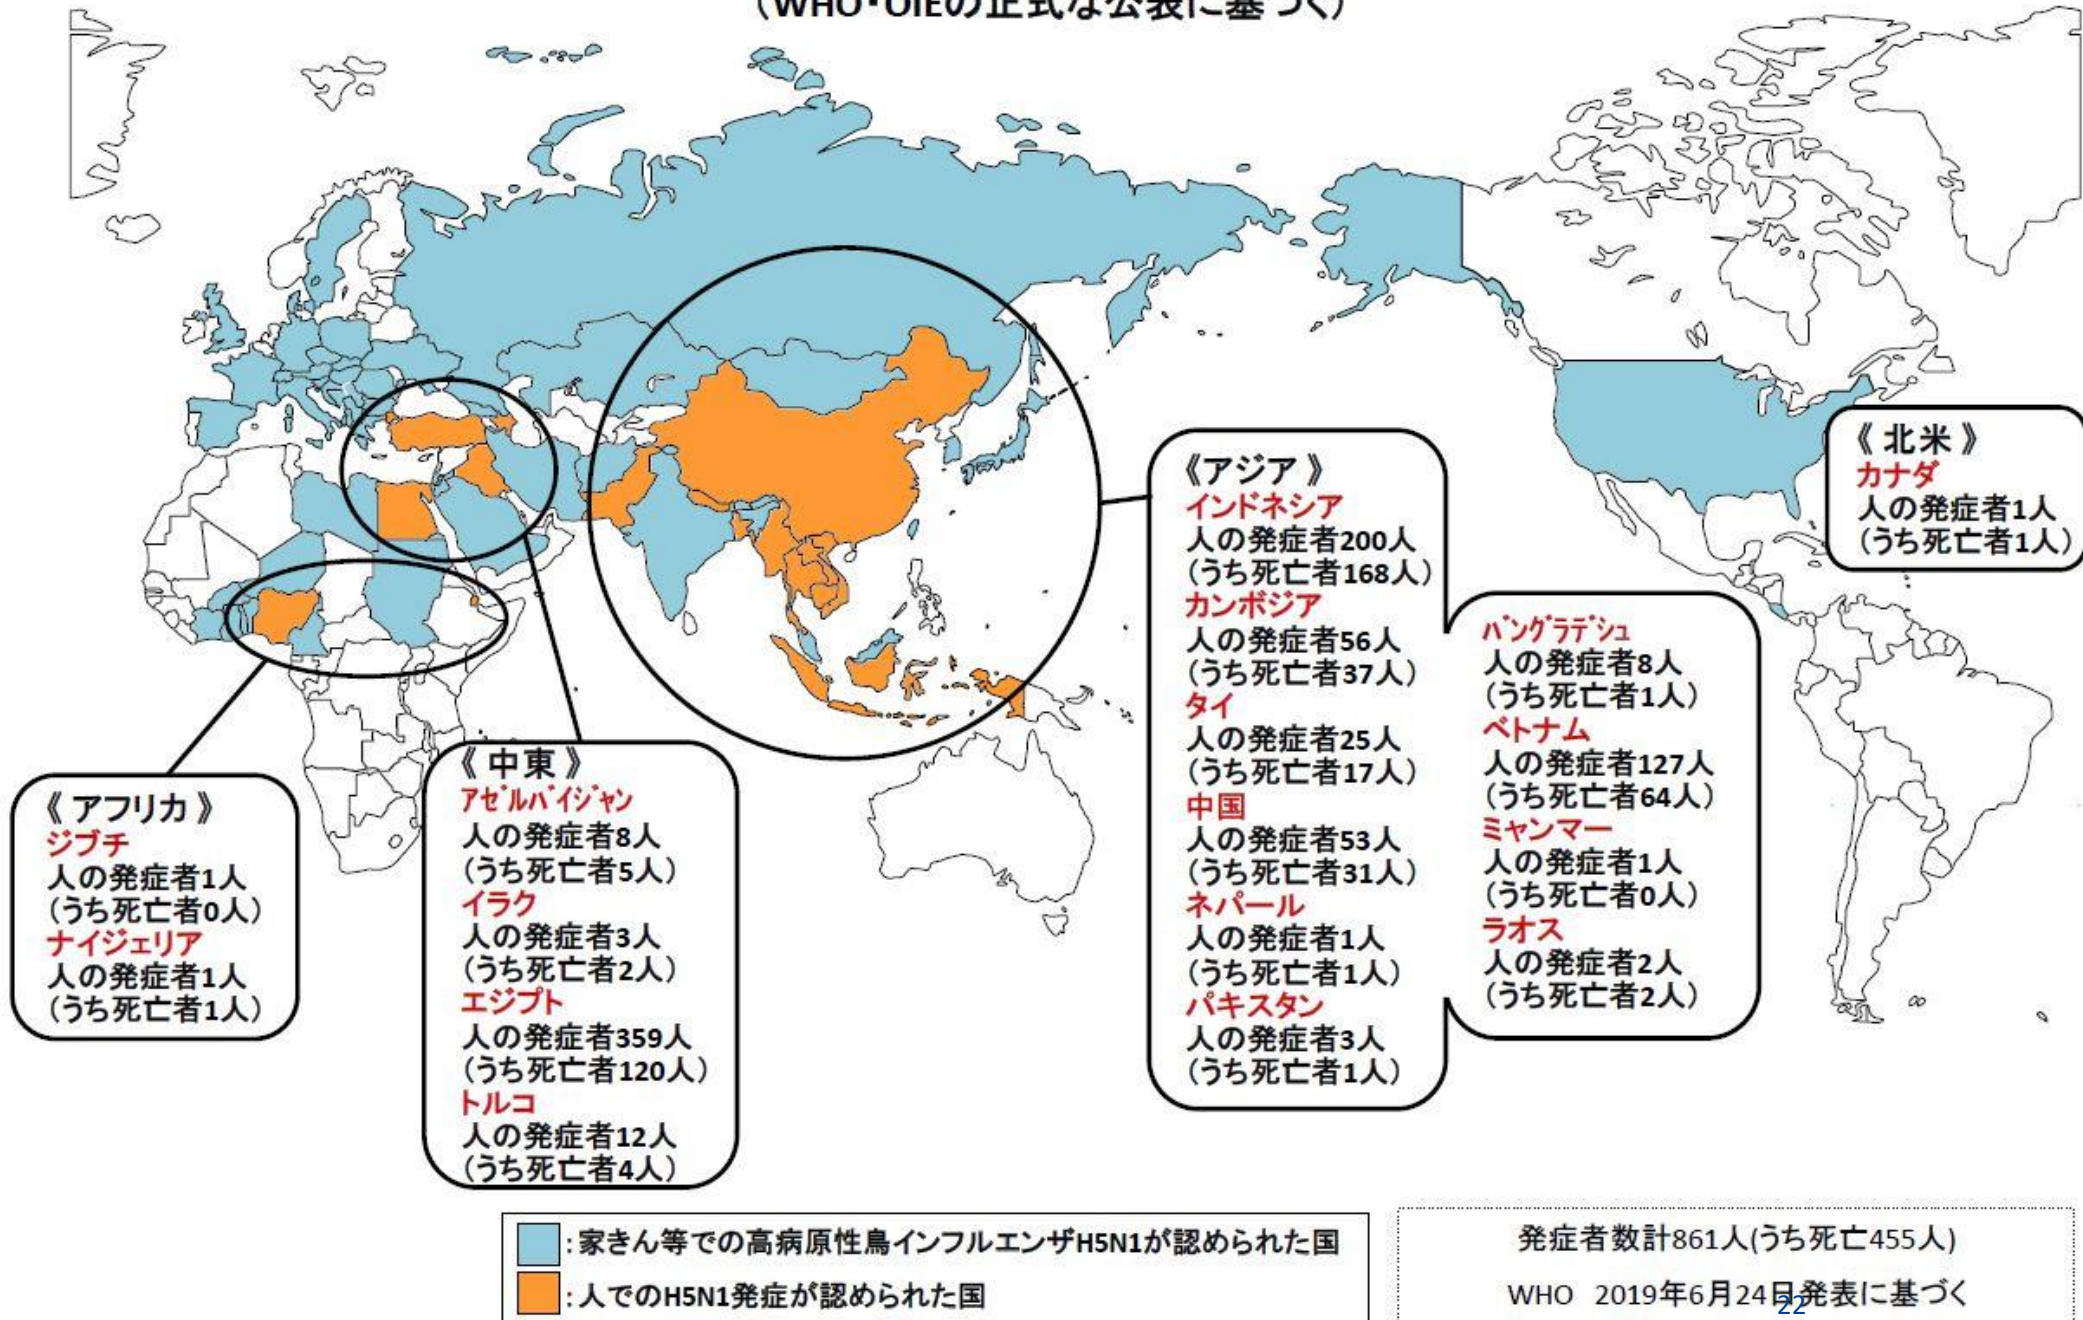 (WHO・OIEの正式な公表に基づく)
《 北米 》
カナダ
人の発症者1人
(うち死亡者1人)
《アジア 》
インドネシア
人の発症者200人
(うち死亡者168人)
カンボジア
人の発症者56人
(うち死亡者37人)
タイ
人の発症者25人
(うち死亡者17人)
中国
人の発症者53人
(うち死亡者31人)
ネパール
人の発症者1人
(うち死亡者1人)
パキスタン
人の発症者3人
(うち死亡者1人)
バングラデシュ
人の発症者8人
(うち死亡者1人)
ベトナム
人の発症者127人
(うち死亡者64人)
ミャンマー
人の発症者1人
(うち死亡者0人)
ラオス
人の発症者2人
(うち死亡者2人)
《 中東 》
アゼルバイジャン
人の発症者8人
(うち死亡者5人)
イラク
人の発症者3人
(うち死亡者2人)
エジプト
人の発症者359人
(うち死亡者120人)
トルコ
人の発症者12人
(うち死亡者4人)
《 アフリカ 》
ジブチ
人の発症者1人
(うち死亡者0人)
ナイジェリア
人の発症者1人
(うち死亡者1人)
：家きん等での高病原性鳥インフルエンザH5N1が認められた国
：人でのH5N1発症が認められた国
発症者数計861人(うち死亡455人)
WHO 2019年6月24日発表に基づく
22